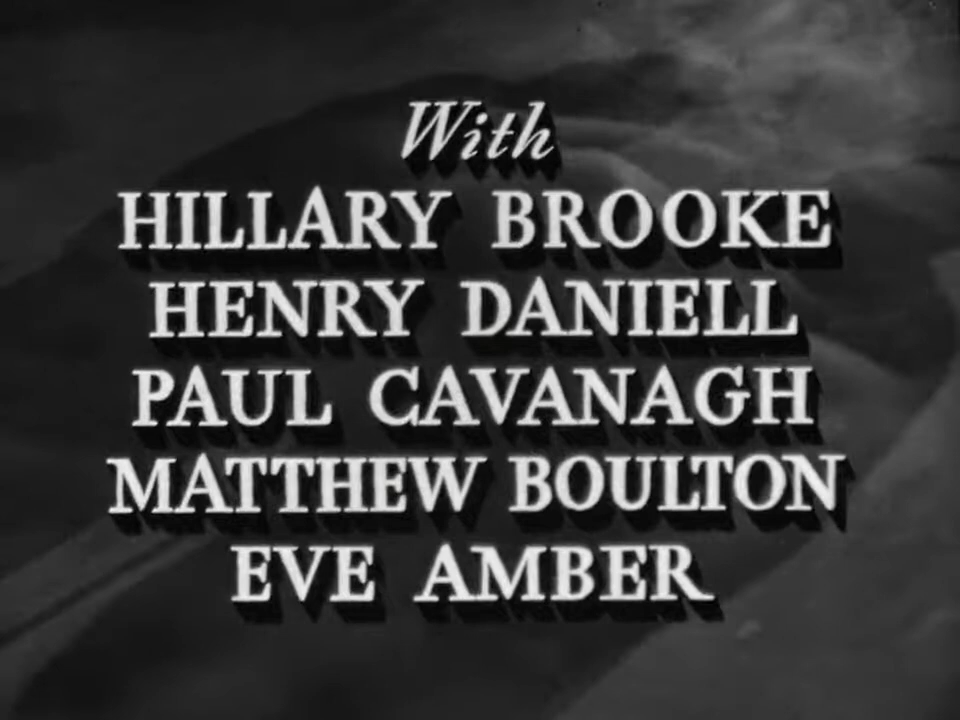 With
HILLARY BROOKE
HENRY DANIELL
PAUL CAVANAGH
MATTHEW BOULTON
EVE AMBER